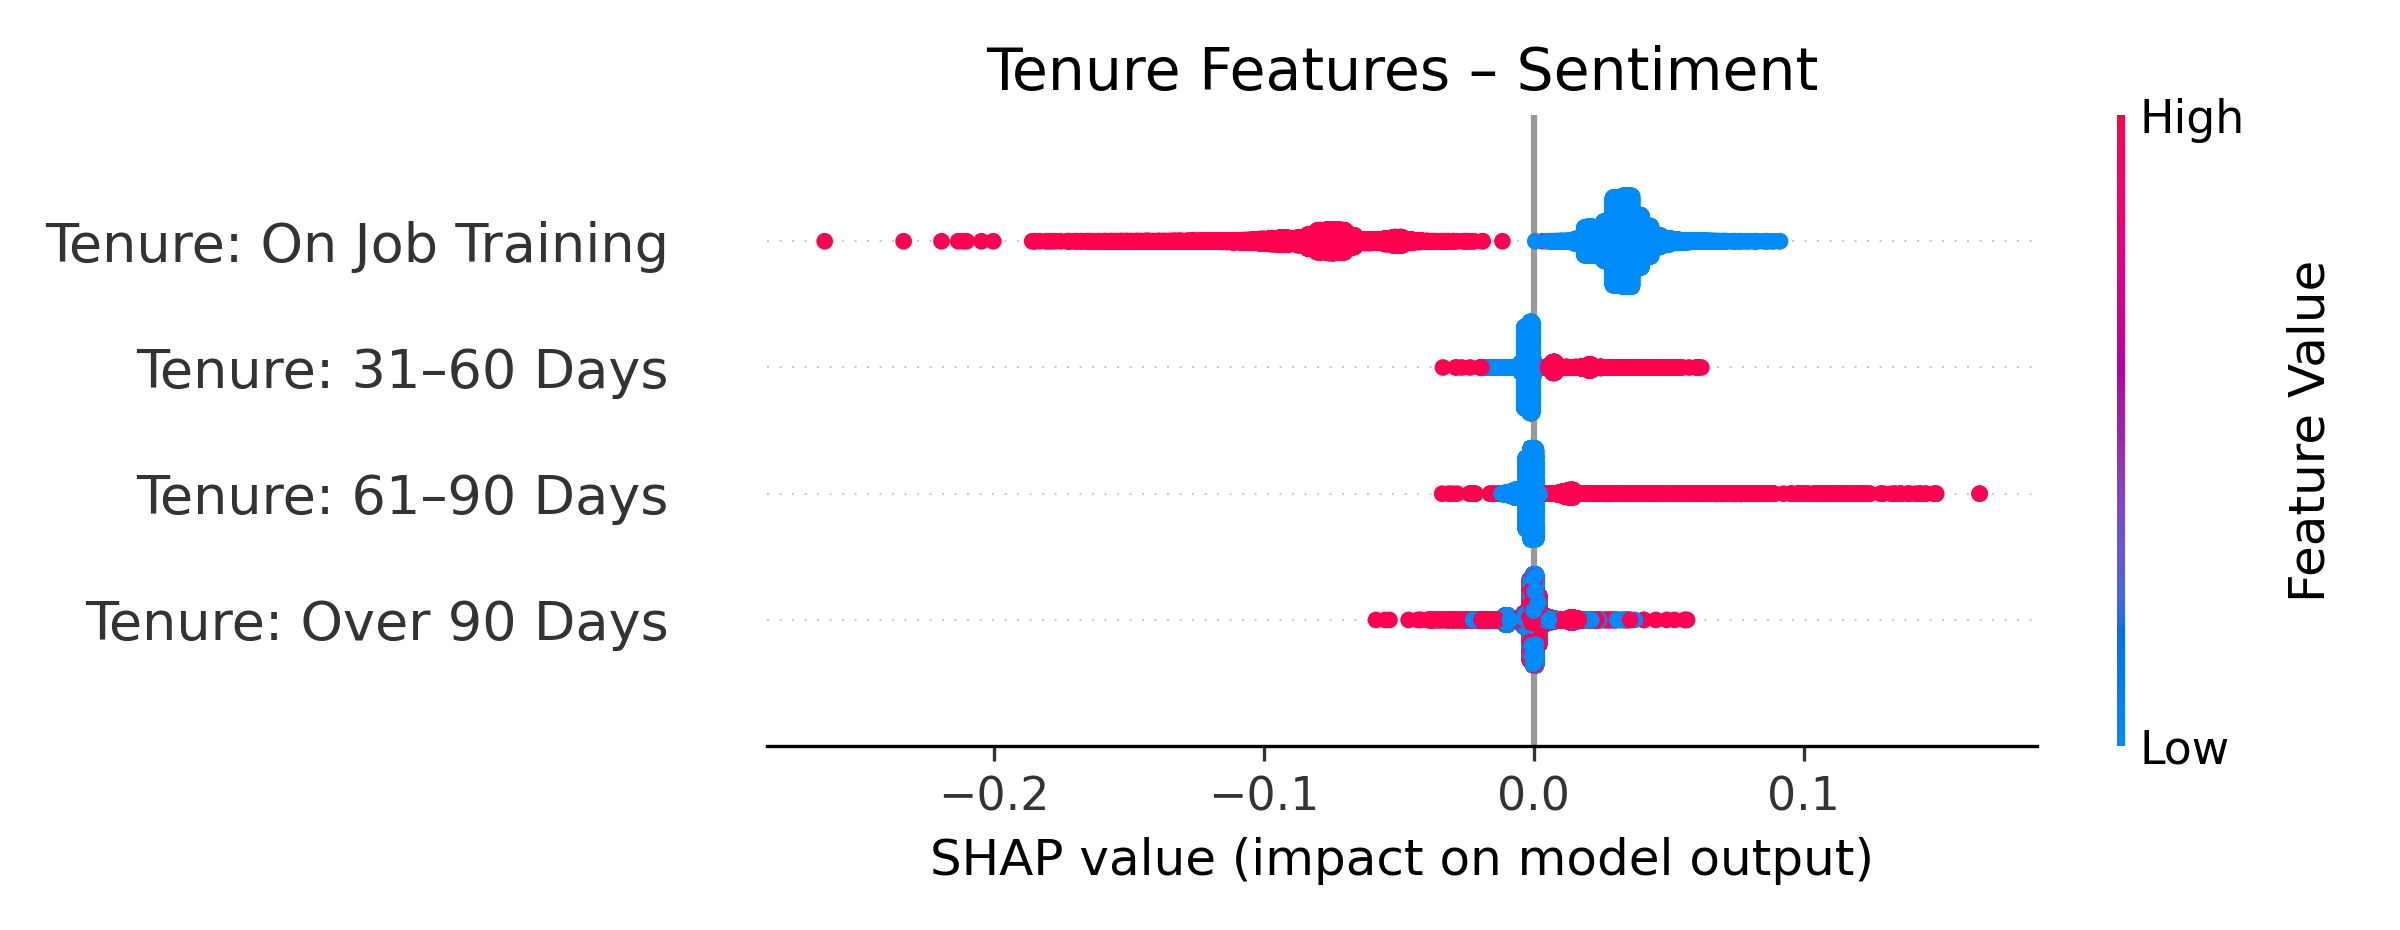 Tenure Features – Sentiment
High
Tenure: On Job Training
Tenure: 31–60 Days
Tenure: 61–90 Days
Tenure: Over 90 Days
Feature Value
Low
−0.2
−0.1
0.0
0.1
SHAP value (impact on model output)